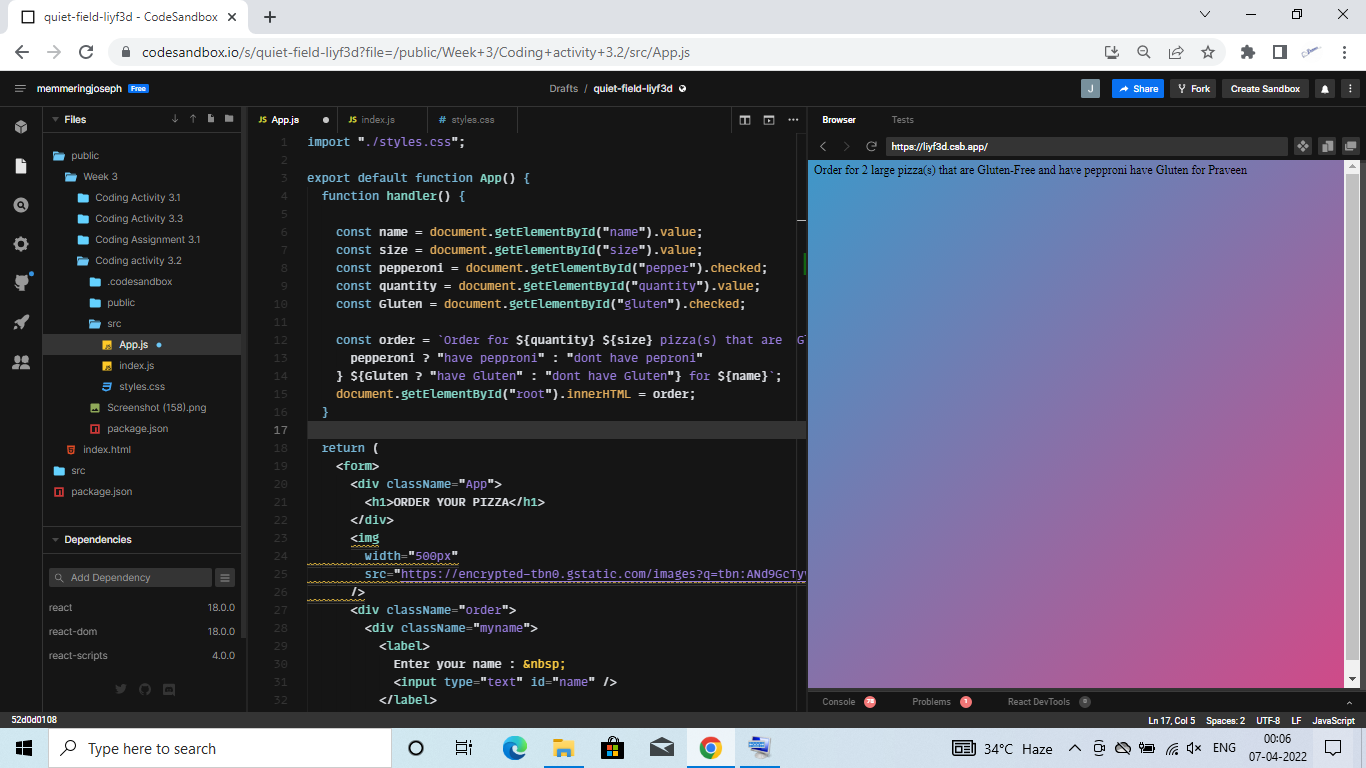 quiet-field-liyf3d - CodeSandbox
codesandbox.io/s/quiet-field-liyf3d?file=/public/Week+3/Coding+activity+3.2/src/App.js
memmeringjoseph Free
Drafts / quiet-field-liyf3d
J
Share
Fork
Create Sandbox
Files
public
Week 3
Coding Activity 3.1
Coding Activity 3.3
Coding Assignment 3.1
Coding activity 3.2
.codesandbox
public
src
App.js
index.js
styles.css
Screenshot (158).png
package.json
index.html
src
package.json
Dependencies
Add Dependency
react 18.0.0
react-dom 18.0.0
react-scripts 4.0.0
52d0d0108
JS App.js
JS index.js
# styles.css
1 import "./styles.css";
2
3 export default function App() {
4 function handler() {
5
6 const name = document.getElementById("name").value;
7 const size = document.getElementById("size").value;
8 const pepperoni = document.getElementById("pepper").checked;
9 const quantity = document.getElementById("quantity").value;
10 const Gluten = document.getElementById("gluten").checked;
11
12 const order = `Order for ${quantity} ${size} pizza(s) that are Gl
13 pepperoni ? "have pepproni" : "dont have peproni"
14 } ${Gluten ? "have Gluten" : "dont have Gluten"} for ${name}`;
15 document.getElementById("root").innerHTML = order;
16 }
17
18 return (
19 <form>
20 <div className="App">
21 <h1>ORDER YOUR PIZZA</h1>
22 </div>
23 <img
24 width="500px"
25 src="https://encrypted-tbn0.gstatic.com/images?q=tbn:ANd9GcTy
26 />
27 <div className="order">
28 <div className="myname">
29 <label>
30 Enter your name : &nbsp;
31 <input type="text" id="name" />
32 </label>
Browser
Tests
https://liyf3d.csb.app/
Order for 2 large pizza(s) that are Gluten-Free and have pepproni have Gluten for Praveen
Console
Problems 1
React DevTools 0
Ln 17, Col 5 Spaces: 2 UTF-8 LF JavaScript
Type here to search
34°C Haze
ENG
00:06
07-04-2022